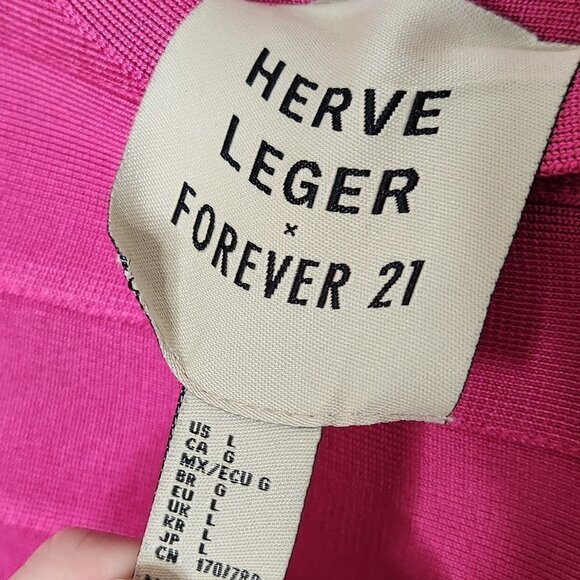 HERVE
LEGER
×
FOREVER 21
US L
CA G
MX/ECU G
BR G
EU L
UK L
KR L
JP L
CN 170/78